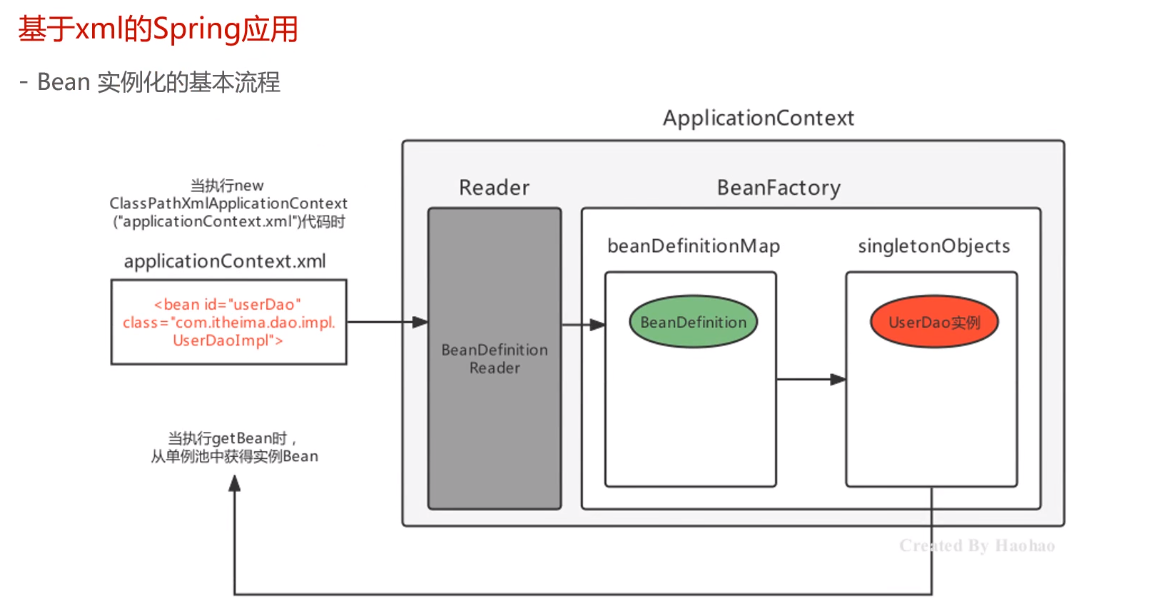 基于xml的Spring应用
- Bean 实例化的基本流程
ApplicationContext
当执行new
ClassPathXmlApplicationContext
("applicationContext.xml")代码时
applicationContext.xml
<bean id="userDao"
class="com.itheima.dao.impl.
UserDaoImpl">
Reader
BeanDefinition
Reader
BeanFactory
beanDefinitionMap
BeanDefinition
singletonObjects
UserDao实例
当执行getBean时，
从单例池中获得实例Bean
Created By Haohao